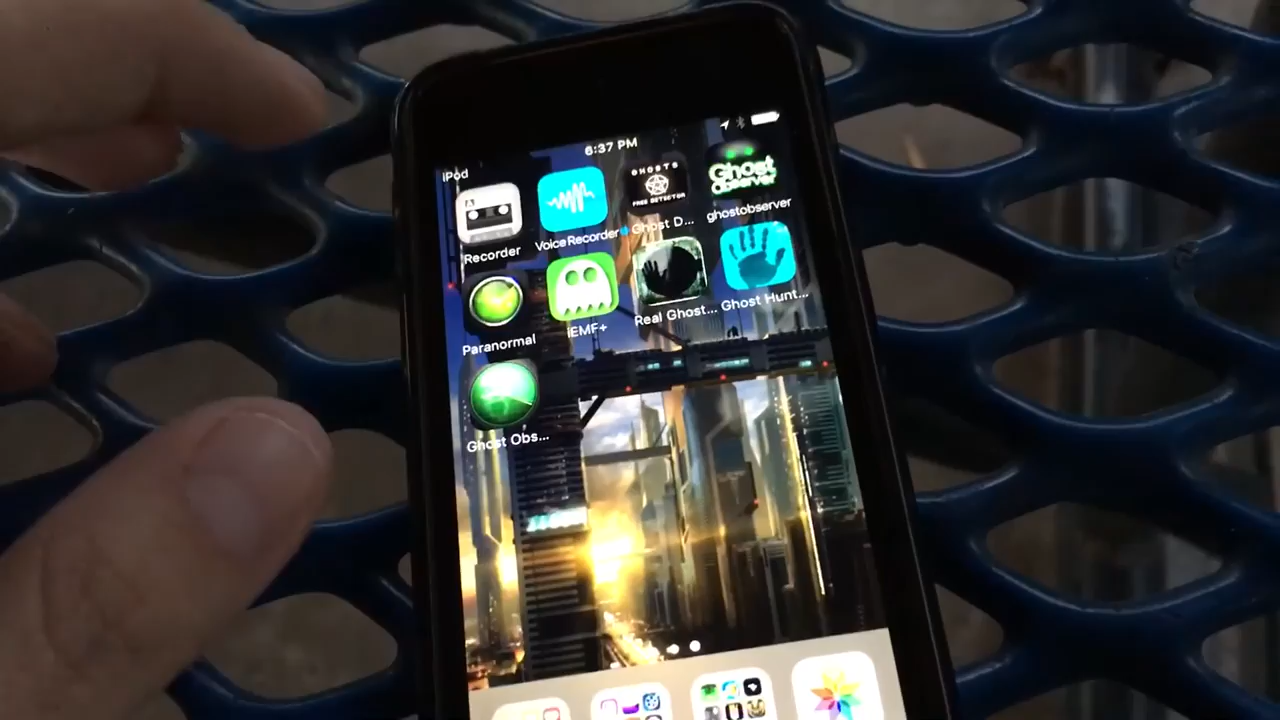 6:37 PM
iPod
GHOSTS
FREE DETECTOR
Ghost
Observer
Recorder
Voice Recorder
Ghost D...
ghostobserver
Paranormal
iEMF+
Real Ghost...
Ghost Hunt...
Ghost Obs...